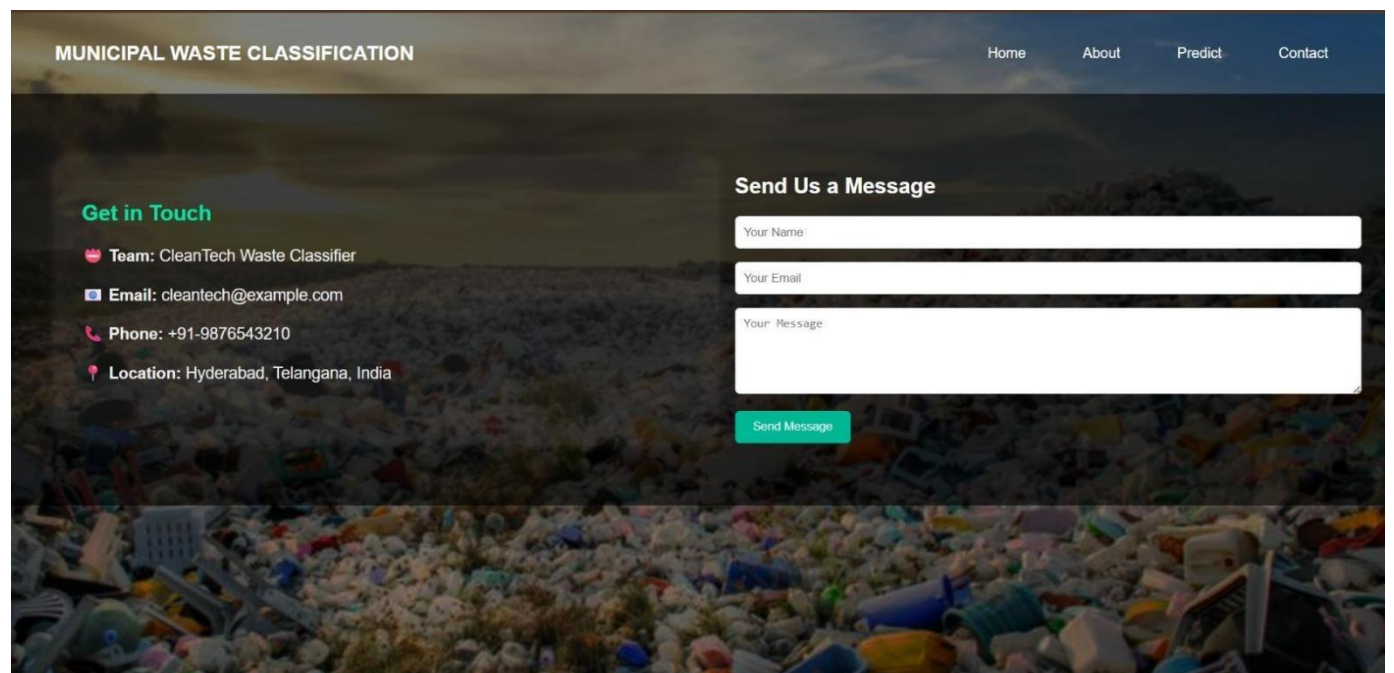 MUNICIPAL WASTE CLASSIFICATION
Home About Predict Contact
Get in Touch
Team: CleanTech Waste Classifier
Email: cleantech@example.com
Phone: +91-9876543210
Location: Hyderabad, Telangana, India
Send Us a Message
Your Name
Your Email
Your Message
Send Message